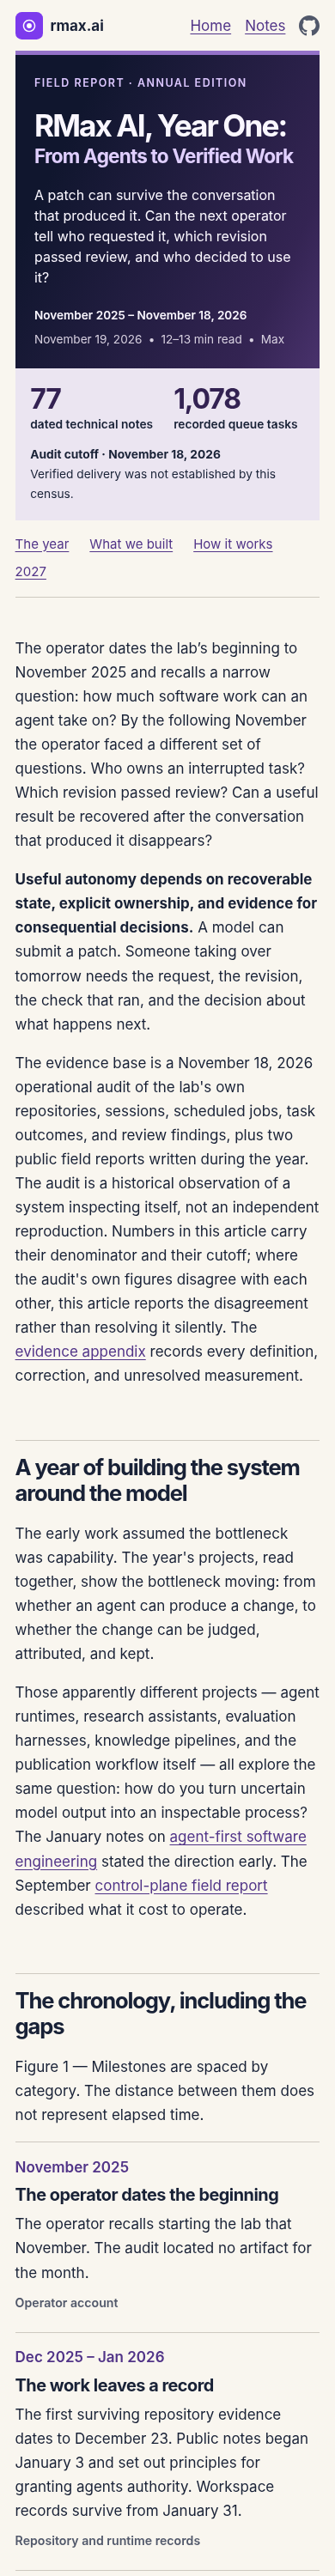 rmax.ai
Home Notes
FIELD REPORT · ANNUAL EDITION
RMax AI, Year One:
From Agents to Verified Work
A patch can survive the conversation
that produced it. Can the next operator
tell who requested it, which revision
passed review, and who decided to use
it?
November 2025 – November 18, 2026
November 19, 2026 • 12–13 min read • Max
77 1,078
dated technical notes recorded queue tasks
Audit cutoff · November 18, 2026
Verified delivery was not established by this
census.
The year What we built How it works
2027
The operator dates the lab’s beginning to
November 2025 and recalls a narrow
question: how much software work can an
agent take on? By the following November
the operator faced a different set of
questions. Who owns an interrupted task?
Which revision passed review? Can a useful
result be recovered after the conversation
that produced it disappears?
Useful autonomy depends on recoverable
state, explicit ownership, and evidence for
consequential decisions. A model can
submit a patch. Someone taking over
tomorrow needs the request, the revision,
the check that ran, and the decision about
what happens next.
The evidence base is a November 18, 2026
operational audit of the lab's own
repositories, sessions, scheduled jobs, task
outcomes, and review findings, plus two
public field reports written during the year.
The audit is a historical observation of a
system inspecting itself, not an independent
reproduction. Numbers in this article carry
their denominator and their cutoff; where
the audit's own figures disagree with each
other, this article reports the disagreement
rather than resolving it silently. The
evidence appendix records every definition,
correction, and unresolved measurement.
A year of building the system
around the model
The early work assumed the bottleneck
was capability. The year's projects, read
together, show the bottleneck moving: from
whether an agent can produce a change, to
whether the change can be judged,
attributed, and kept.
Those apparently different projects — agent
runtimes, research assistants, evaluation
harnesses, knowledge pipelines, and the
publication workflow itself — all explore the
same question: how do you turn uncertain
model output into an inspectable process?
The January notes on agent-first software
engineering stated the direction early. The
September control-plane field report
described what it cost to operate.
The chronology, including the
gaps
Figure 1 — Milestones are spaced by
category. The distance between them does
not represent elapsed time.
November 2025
The operator dates the beginning
The operator recalls starting the lab that
November. The audit located no artifact for
the month.
Operator account
Dec 2025 – Jan 2026
The work leaves a record
The first surviving repository evidence
dates to December 23. Public notes began
January 3 and set out principles for
granting agents authority. Workspace
records survive from January 31.
Repository and runtime records